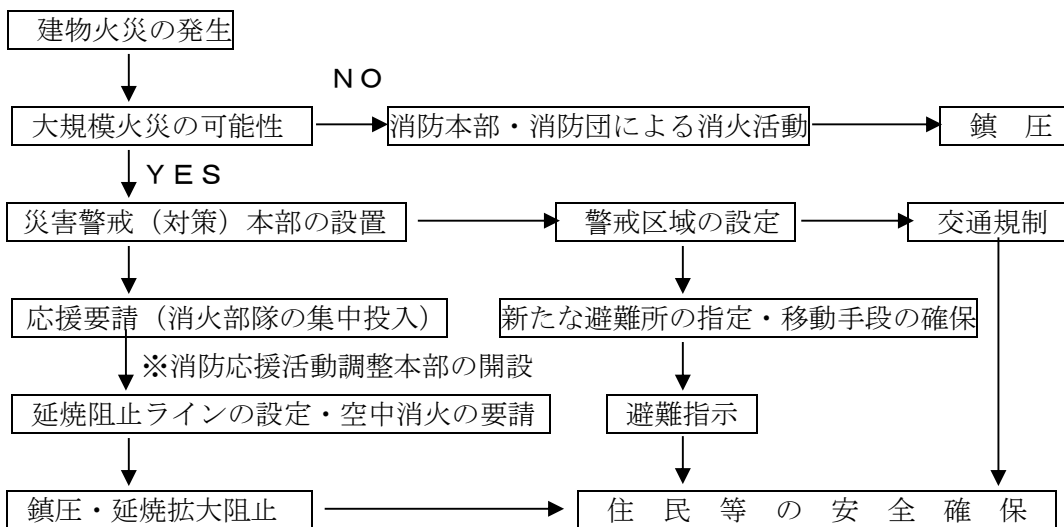 建物火災の発生
ＮＯ
大規模火災の可能性
消防本部・消防団による消火活動
鎮　圧
ＹＥＳ
災害警戒（対策）本部の設置
警戒区域の設定
交通規制
応援要請（消火部隊の集中投入）
新たな避難所の指定・移動手段の確保
※消防応援活動調整本部の開設
延焼阻止ラインの設定・空中消火の要請
避難指示
鎮圧・延焼拡大阻止
住　民　等　の　安　全　確　保